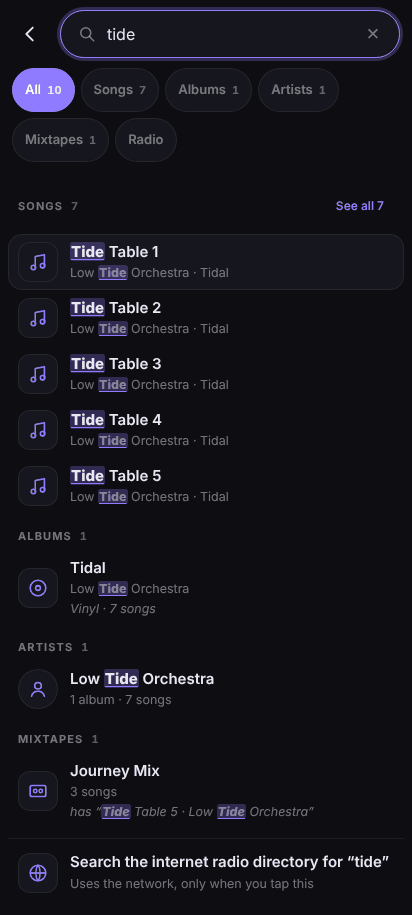 tide
All 10
Songs 7
Albums 1
Artists 1
Mixtapes 1
Radio
SONGS 7
See all 7
Tide Table 1
Low Tide Orchestra · Tidal
Tide Table 2
Low Tide Orchestra · Tidal
Tide Table 3
Low Tide Orchestra · Tidal
Tide Table 4
Low Tide Orchestra · Tidal
Tide Table 5
Low Tide Orchestra · Tidal
ALBUMS 1
Tidal
Low Tide Orchestra
Vinyl · 7 songs
ARTISTS 1
Low Tide Orchestra
1 album · 7 songs
MIXTAPES 1
Journey Mix
3 songs
has “Tide Table 5 · Low Tide Orchestra”
Search the internet radio directory for “tide”
Uses the network, only when you tap this